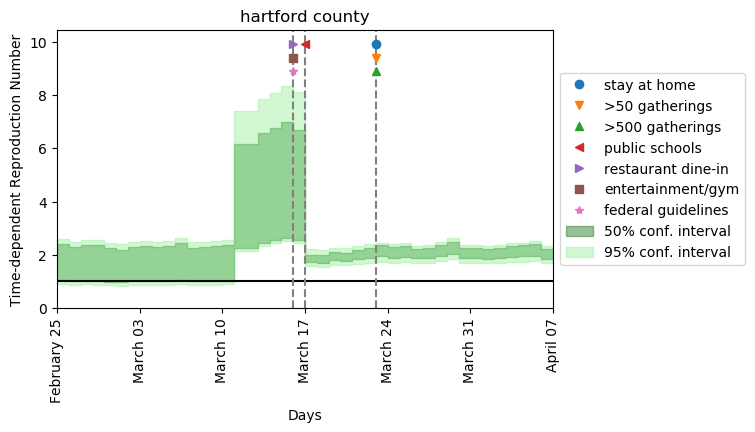 hartford county
Time-dependent Reproduction Number
10
8
6
4
2
0
February 25
March 03
March 10
March 17
March 24
March 31
April 07
Days
stay at home
>50 gatherings
>500 gatherings
public schools
restaurant dine-in
entertainment/gym
federal guidelines
50% conf. interval
95% conf. interval